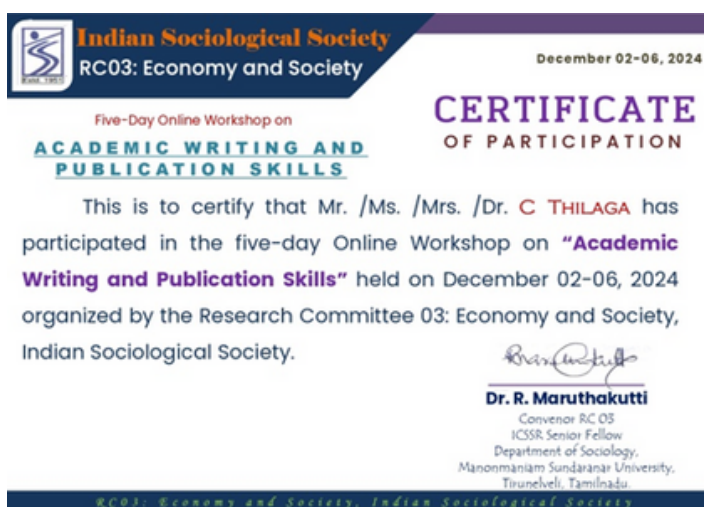 Indian Sociological Society
RC03: Economy and Society
December 02-06, 2024
Five-Day Online Workshop on
ACADEMIC WRITING AND
PUBLICATION SKILLS
CERTIFICATE
OF PARTICIPATION
This is to certify that Mr. /Ms. /Mrs. /Dr. C THILAGA has
participated in the five-day Online Workshop on “Academic
Writing and Publication Skills” held on December 02-06, 2024
organized by the Research Committee 03: Economy and Society,
Indian Sociological Society.
Dr. R. Maruthakutti
Convenor RC 03
ICSSR Senior Fellow
Department of Sociology,
Manonmaniam Sundaranar University,
Tirunelveli, Tamilnadu.
RC03: Economy and Society, Indian Sociological Society